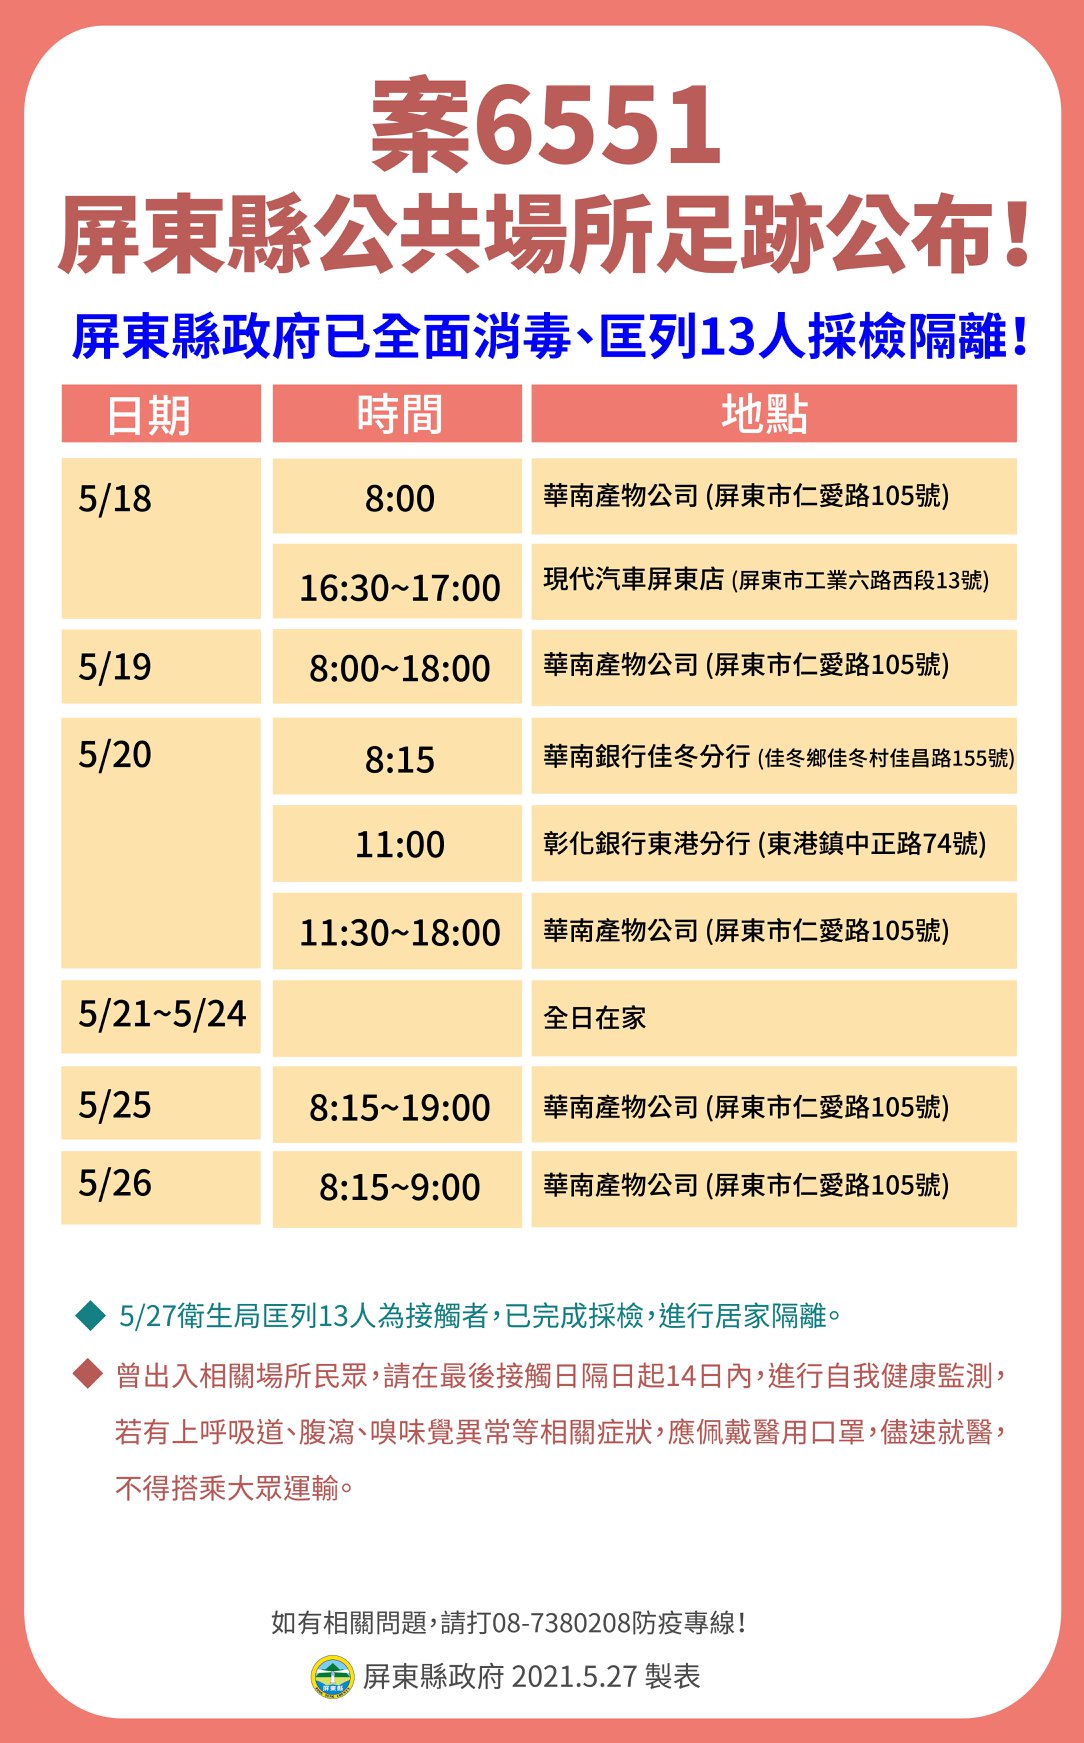 案6551
屏東縣公共場所足跡公布！
屏東縣政府已全面消毒、匡列13人採檢隔離！
日期 時間 地點
5/18 8:00 華南產物公司 (屏東市仁愛路105號)
16:30~17:00 現代汽車屏東店 (屏東市工業六路西段13號)
5/19 8:00~18:00 華南產物公司 (屏東市仁愛路105號)
5/20 8:15 華南銀行佳冬分行 (佳冬鄉佳冬村佳昌路155號)
11:00 彰化銀行東港分行 (東港鎮中正路74號)
11:30~18:00 華南產物公司 (屏東市仁愛路105號)
5/21~5/24 全日在家
5/25 8:15~19:00 華南產物公司 (屏東市仁愛路105號)
5/26 8:15~9:00 華南產物公司 (屏東市仁愛路105號)
◆ 5/27衛生局匡列13人為接觸者，已完成採檢，進行居家隔離。
◆ 曾出入相關場所民眾，請在最後接觸日隔日起14日內，進行自我健康監測，
若有上呼吸道、腹瀉、嗅味覺異常等相關症狀，應佩戴醫用口罩，儘速就醫，
不得搭乘大眾運輸。
如有相關問題，請打08-7380208防疫專線！
屏東縣
屏東縣政府 2021.5.27 製表